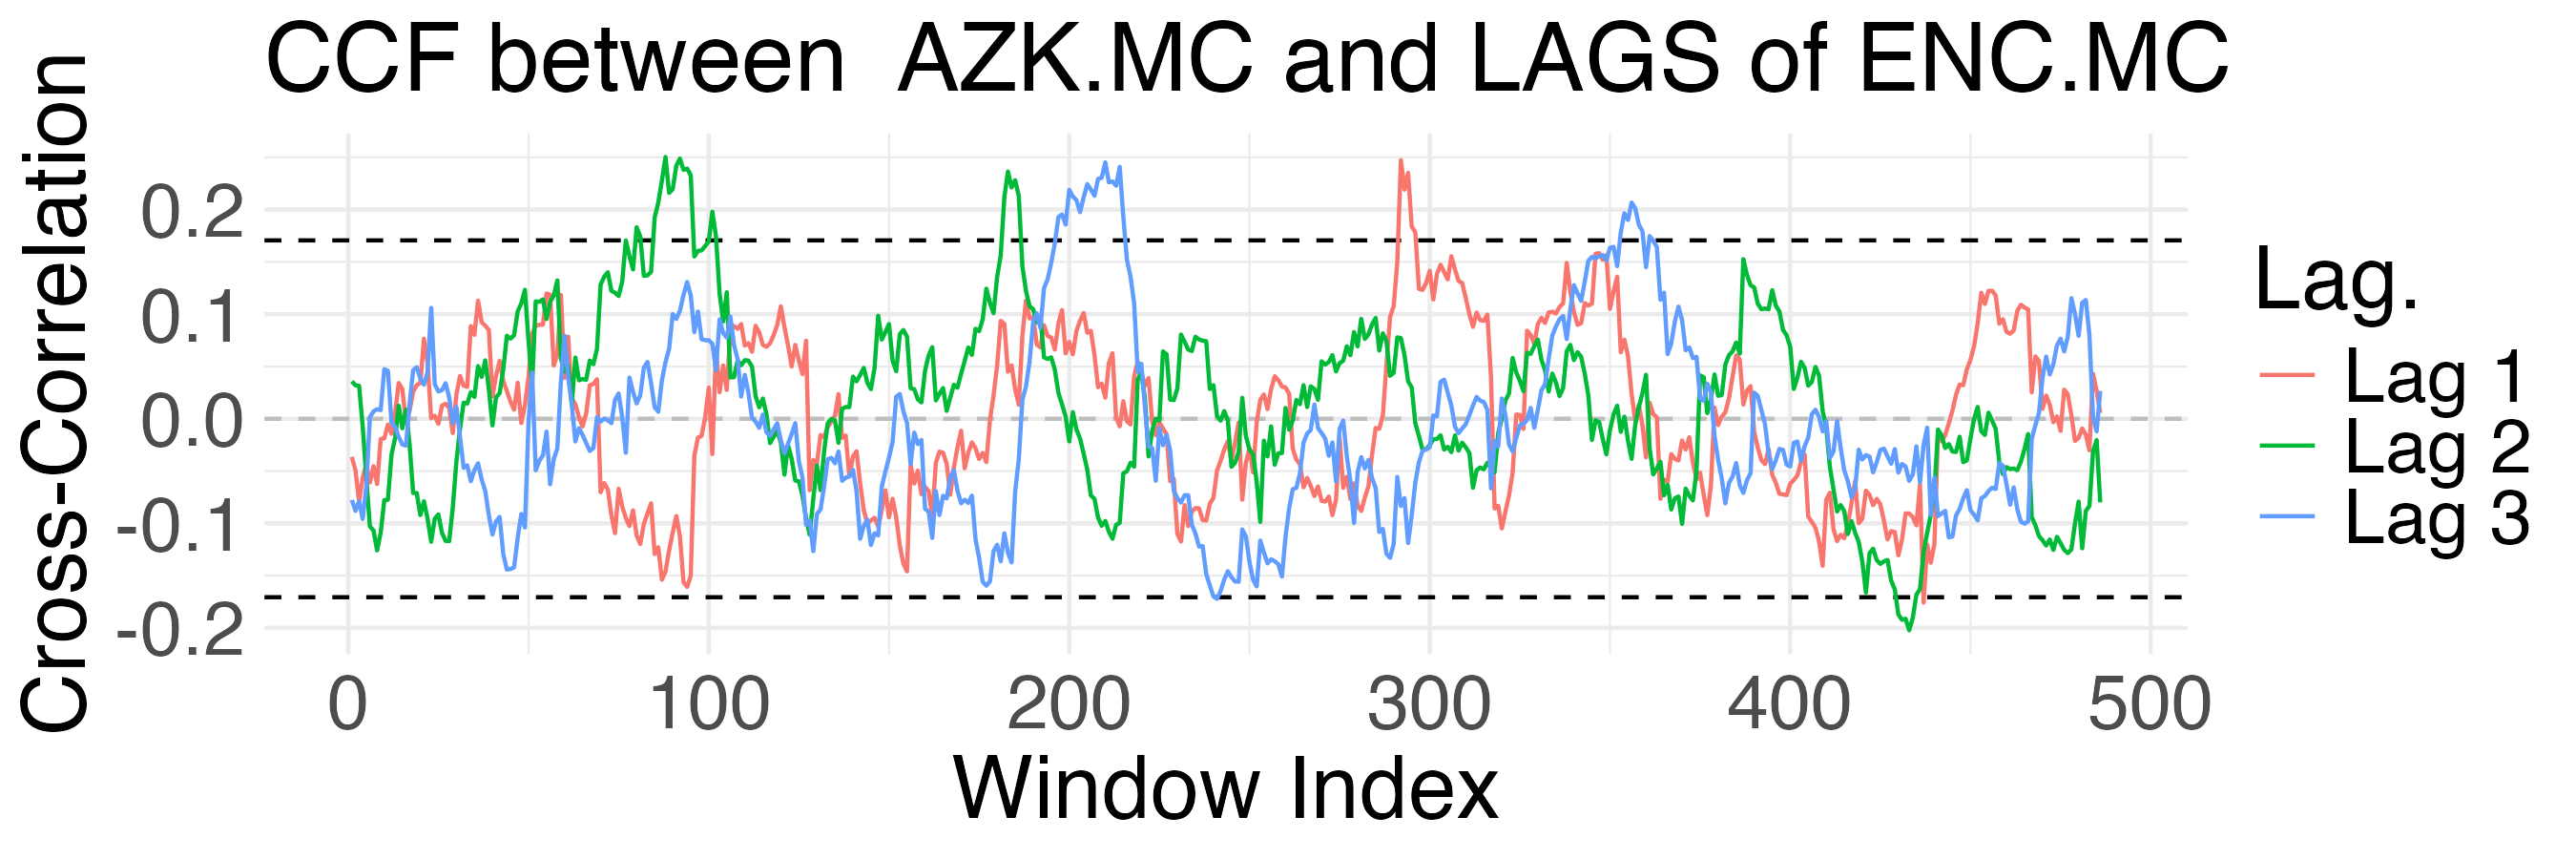 CCF between  AZK.MC and LAGS of ENC.MC
Cross-Correlation
0.2
0.1
0.0
-0.1
-0.2
0 100 200 300 400 500
Window Index
Lag.
Lag 1
Lag 2
Lag 3